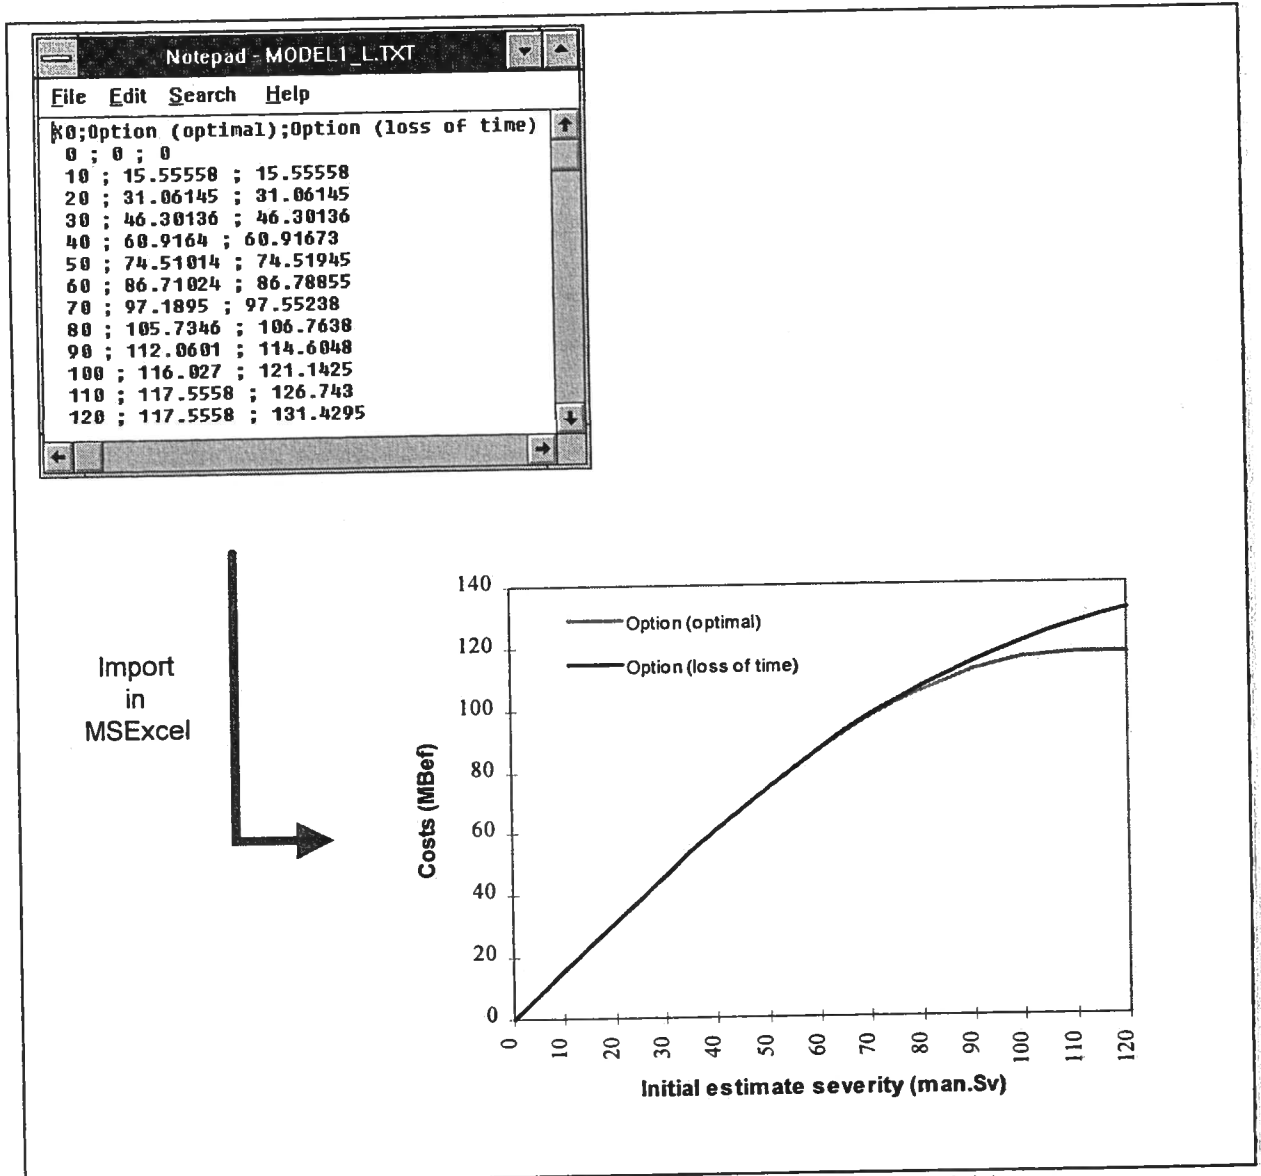 Notepad - MODEL1_L.TXT
File Edit Search Help
X0;Option (optimal);Option (loss of time)
0 ; 0 ; 0
10 ; 15.55558 ; 15.55558
20 ; 31.06145 ; 31.06145
30 ; 46.30136 ; 46.30136
40 ; 60.9164 ; 60.91673
50 ; 74.51014 ; 74.51945
60 ; 86.71024 ; 86.78855
70 ; 97.1895 ; 97.55238
80 ; 105.7346 ; 106.7638
90 ; 112.0601 ; 114.6048
100 ; 116.027 ; 121.1425
110 ; 117.5558 ; 126.743
120 ; 117.5558 ; 131.4295
Import
in
MSExcel
140
120
100
80
60
40
20
0
Costs (MBef)
Option (optimal)
Option (loss of time)
0 10 20 30 40 50 60 70 80 90 100 110 120
Initial estimate severity (man.Sv)